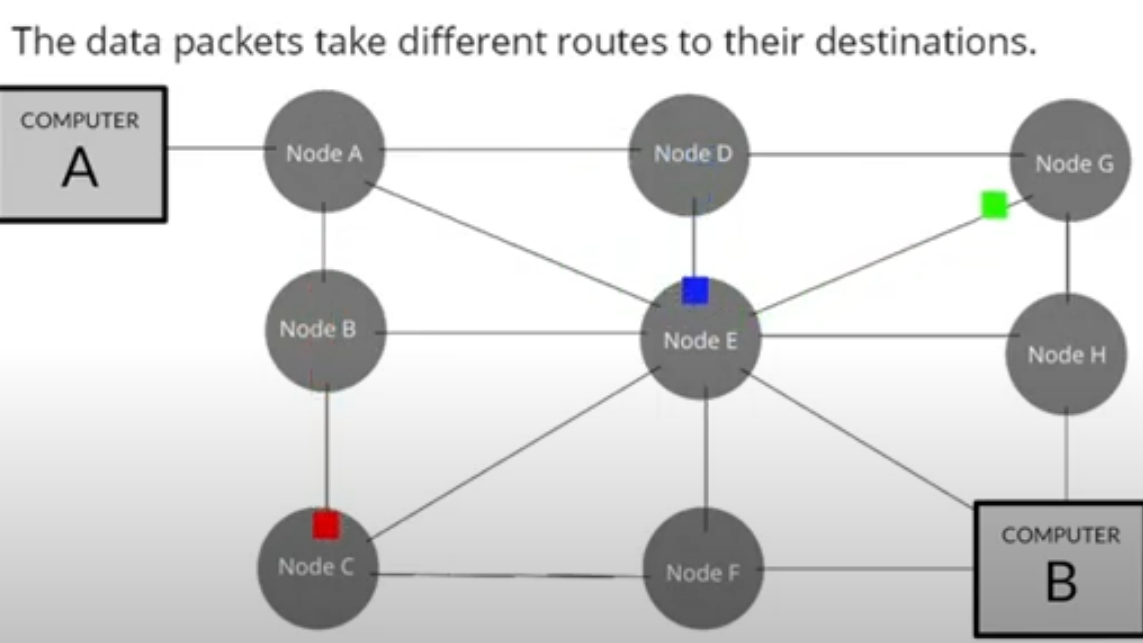 The data packets take different routes to their destinations.
COMPUTER
A
Node A
Node D
Node G
Node B
Node E
Node H
Node C
Node F
COMPUTER
B